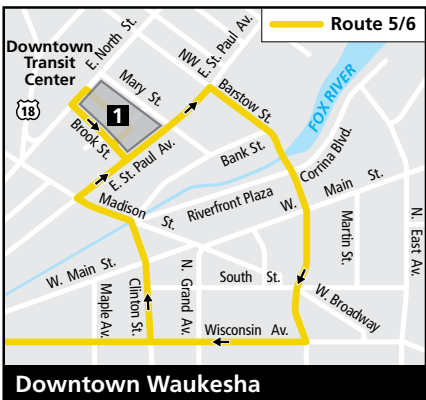 Route 5/6
Downtown
Transit
Center
E. North St.
NW
E. St. Paul Av.
Mary St.
Barstow St.
FOX RIVER
18
1
Brook St.
E. St. Paul Av.
Bank St.
Corrina Blvd.
Madison St.
Riverfront Plaza
W. Main St.
Martin St.
N. East Av.
W. Main St.
Maple Av.
Clinton St.
N. Grand Av.
South St.
W. Broadway
Wisconsin Av.
Downtown Waukesha